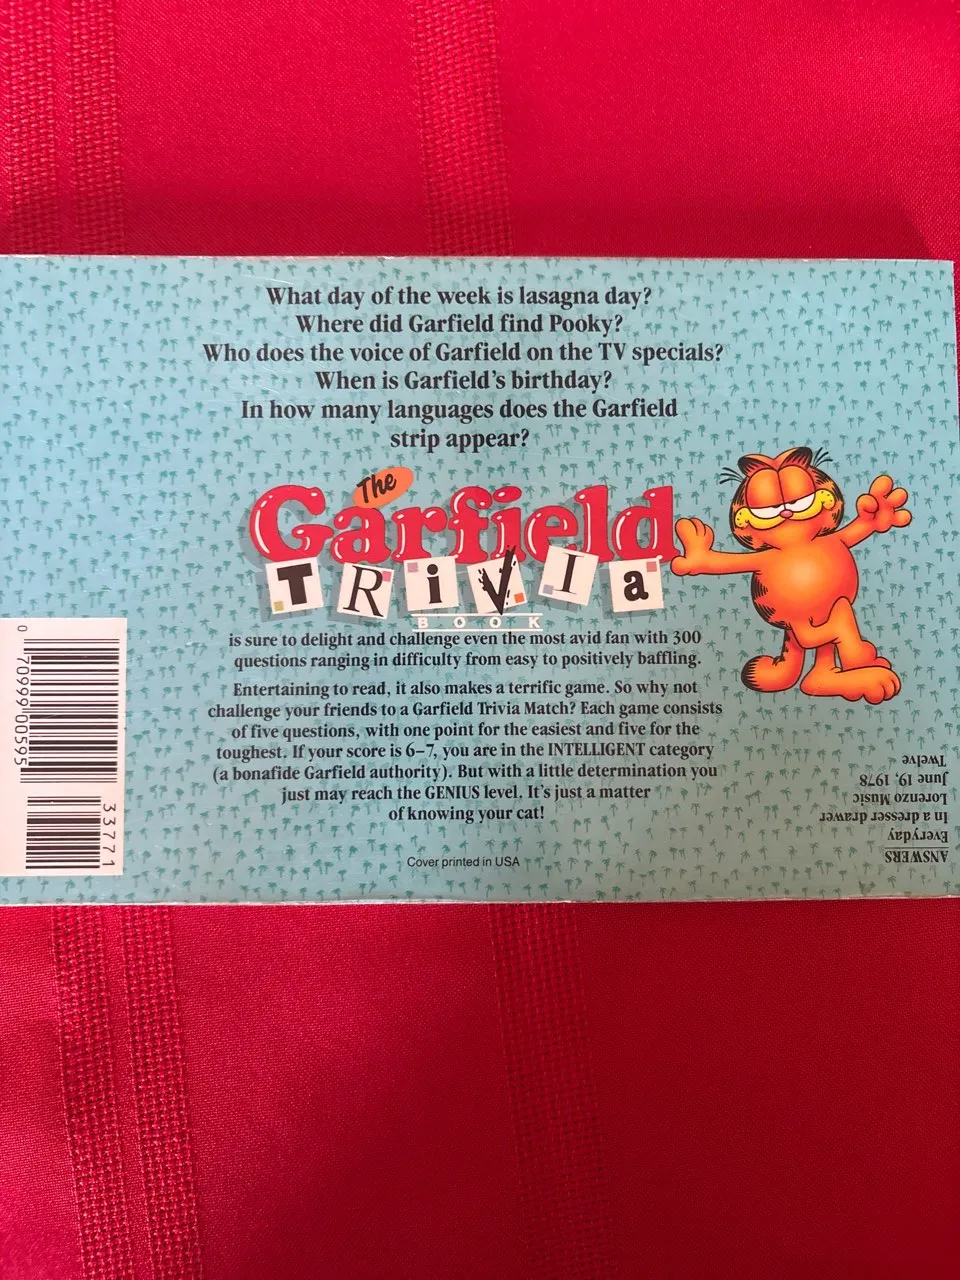 What day of the week is lasagna day?
Where did Garfield find Pooky?
Who does the voice of Garfield on the TV specials?
When is Garfield's birthday?
In how many languages does the Garfield
strip appear?
The
Garfield
TRiVIa
BOOK
is sure to delight and challenge even the most avid fan with 300
questions ranging in difficulty from easy to positively baffling.
Entertaining to read, it also makes a terrific game. So why not
challenge your friends to a Garfield Trivia Match? Each game consists
of five questions, with one point for the easiest and five for the
toughest. If your score is 6–7, you are in the INTELLIGENT category
(a bonafide Garfield authority). But with a little determination you
just may reach the GENIUS level. It's just a matter
of knowing your cat!
Cover printed in USA
0 70999 00595
33771
ANSWERS
Everyday
In a dresser drawer
Lorenzo Music
June 19, 1978
Twelve